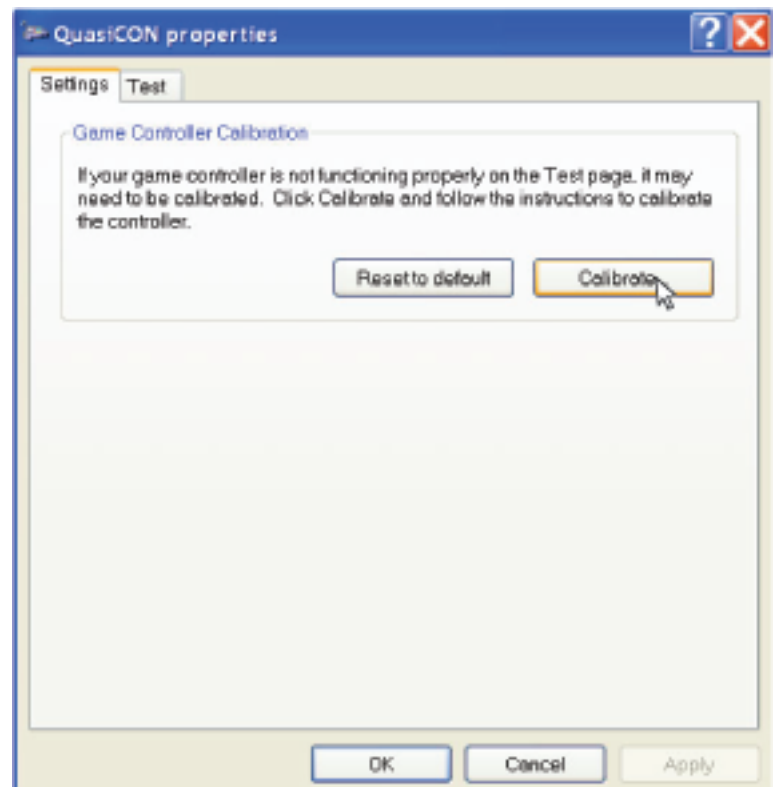 QuasiCON properties
Settings Test
Game Controller Calibration
If your game controller is not functioning properly on the Test page, it may
need to be calibrated. Click Calibrate and follow the instructions to calibrate
the controller.
Reset to default Calibrate
OK Cancel Apply